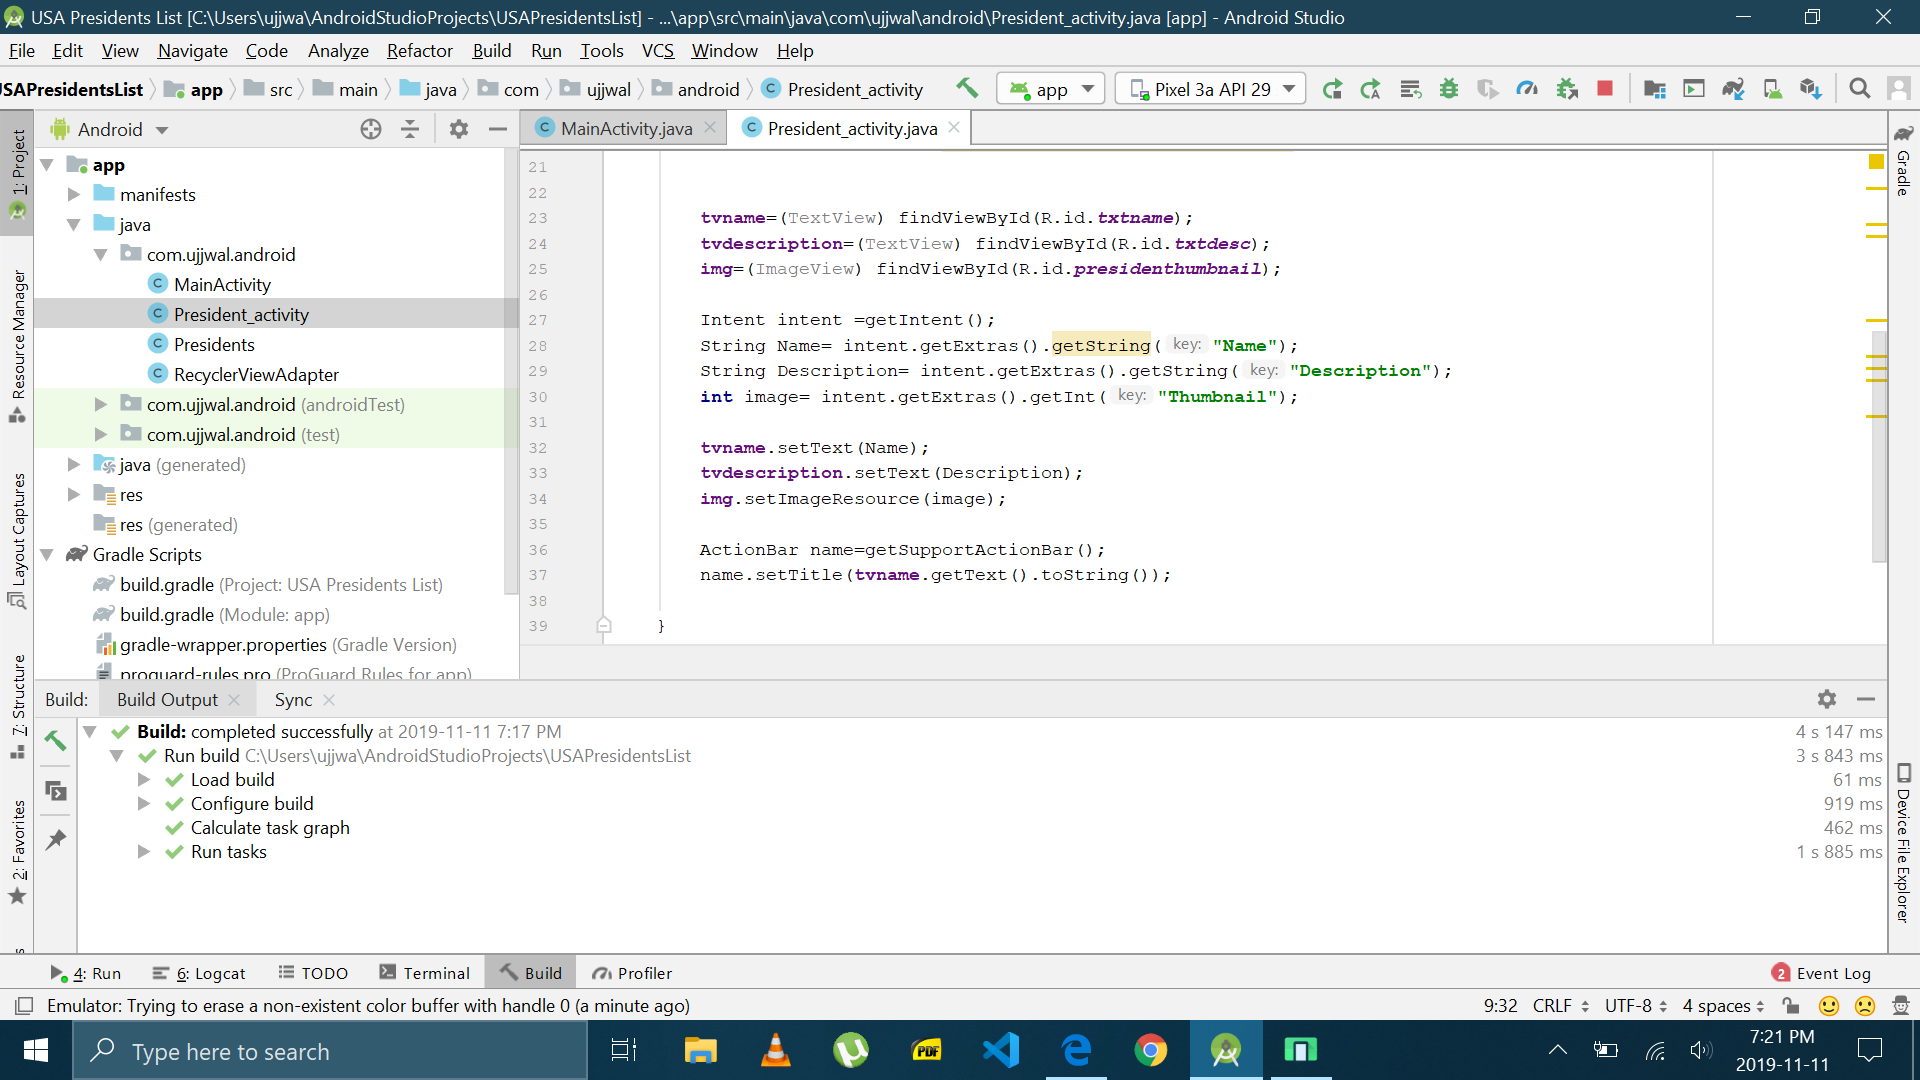 USA Presidents List [C:\Users\ujjwa\AndroidStudioProjects\USAPresidentsList] - ...\app\src\main\java\com\ujjwal\android\President_activity.java [app] - Android Studio
File Edit View Navigate Code Analyze Refactor Build Run Tools VCS Window Help
USAPresidentsList app src main java com ujjwal android President_activity app Pixel 3a API 29
Android
MainActivity.java President_activity.java
1: Project
Resource Manager
Layout Captures
7: Structure
2: Favorites
app
manifests
java
com.ujjwal.android
MainActivity
President_activity
Presidents
RecyclerViewAdapter
com.ujjwal.android (androidTest)
com.ujjwal.android (test)
java (generated)
res
res (generated)
Gradle Scripts
build.gradle (Project: USA Presidents List)
build.gradle (Module: app)
gradle-wrapper.properties (Gradle Version)
proguard-rules.pro (ProGuard Rules for app)
21
22
23 tvname=(TextView) findViewById(R.id.txtname);
24 tvdescription=(TextView) findViewById(R.id.txtdesc);
25 img=(ImageView) findViewById(R.id.presidenthumbnail);
26
27 Intent intent =getIntent();
28 String Name= intent.getExtras().getString( key: "Name");
29 String Description= intent.getExtras().getString( key: "Description");
30 int image= intent.getExtras().getInt( key: "Thumbnail");
31
32 tvname.setText(Name);
33 tvdescription.setText(Description);
34 img.setImageResource(image);
35
36 ActionBar name=getSupportActionBar();
37 name.setTitle(tvname.getText().toString());
38
39 }
Gradle
Device File Explorer
Build: Build Output Sync
Build: completed successfully at 2019-11-11 7:17 PM 4 s 147 ms
Run build C:\Users\ujjwa\AndroidStudioProjects\USAPresidentsList 3 s 843 ms
Load build 61 ms
Configure build 919 ms
Calculate task graph 462 ms
Run tasks 1 s 885 ms
4: Run 6: Logcat TODO Terminal Build Profiler 2 Event Log
Emulator: Trying to erase a non-existent color buffer with handle 0 (a minute ago) 9:32 CRLF UTF-8 4 spaces
Type here to search
PDF
7:21 PM
2019-11-11